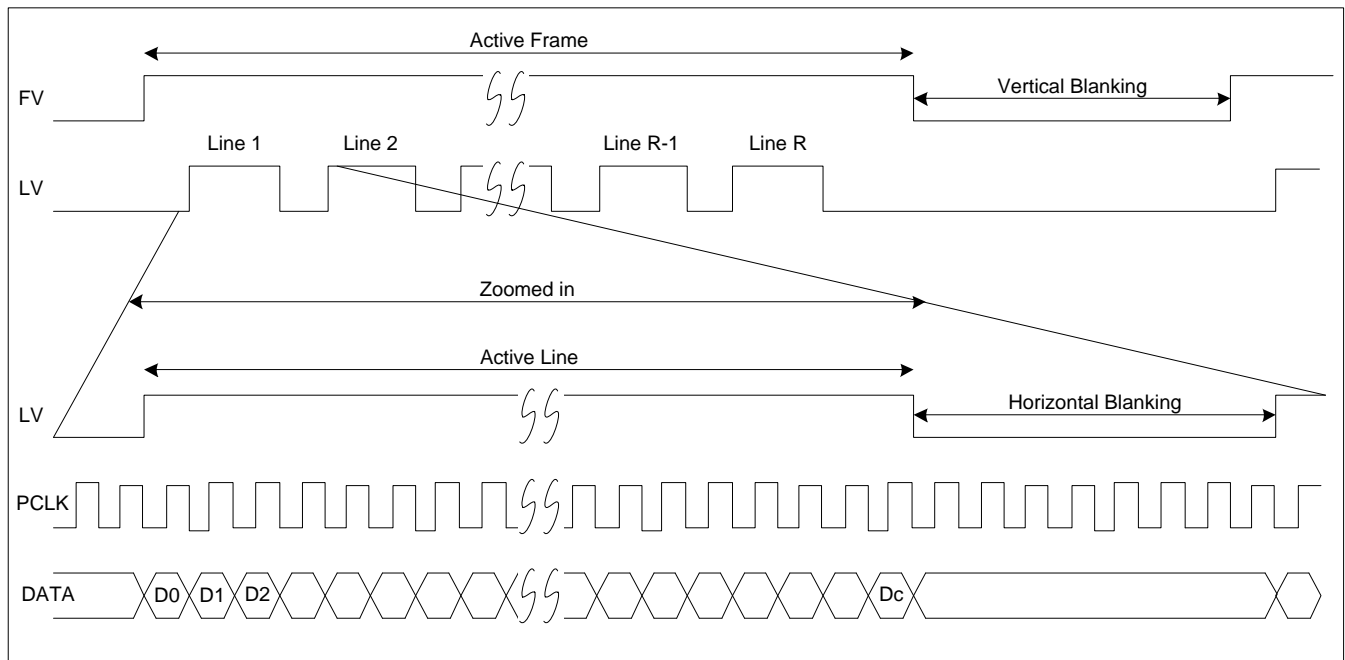 Active Frame
FV
Vertical Blanking
Line 1
Line 2
Line R-1
Line R
LV
Zoomed in
Active Line
LV
Horizontal Blanking
PCLK
DATA
D0
D1
D2
Dc